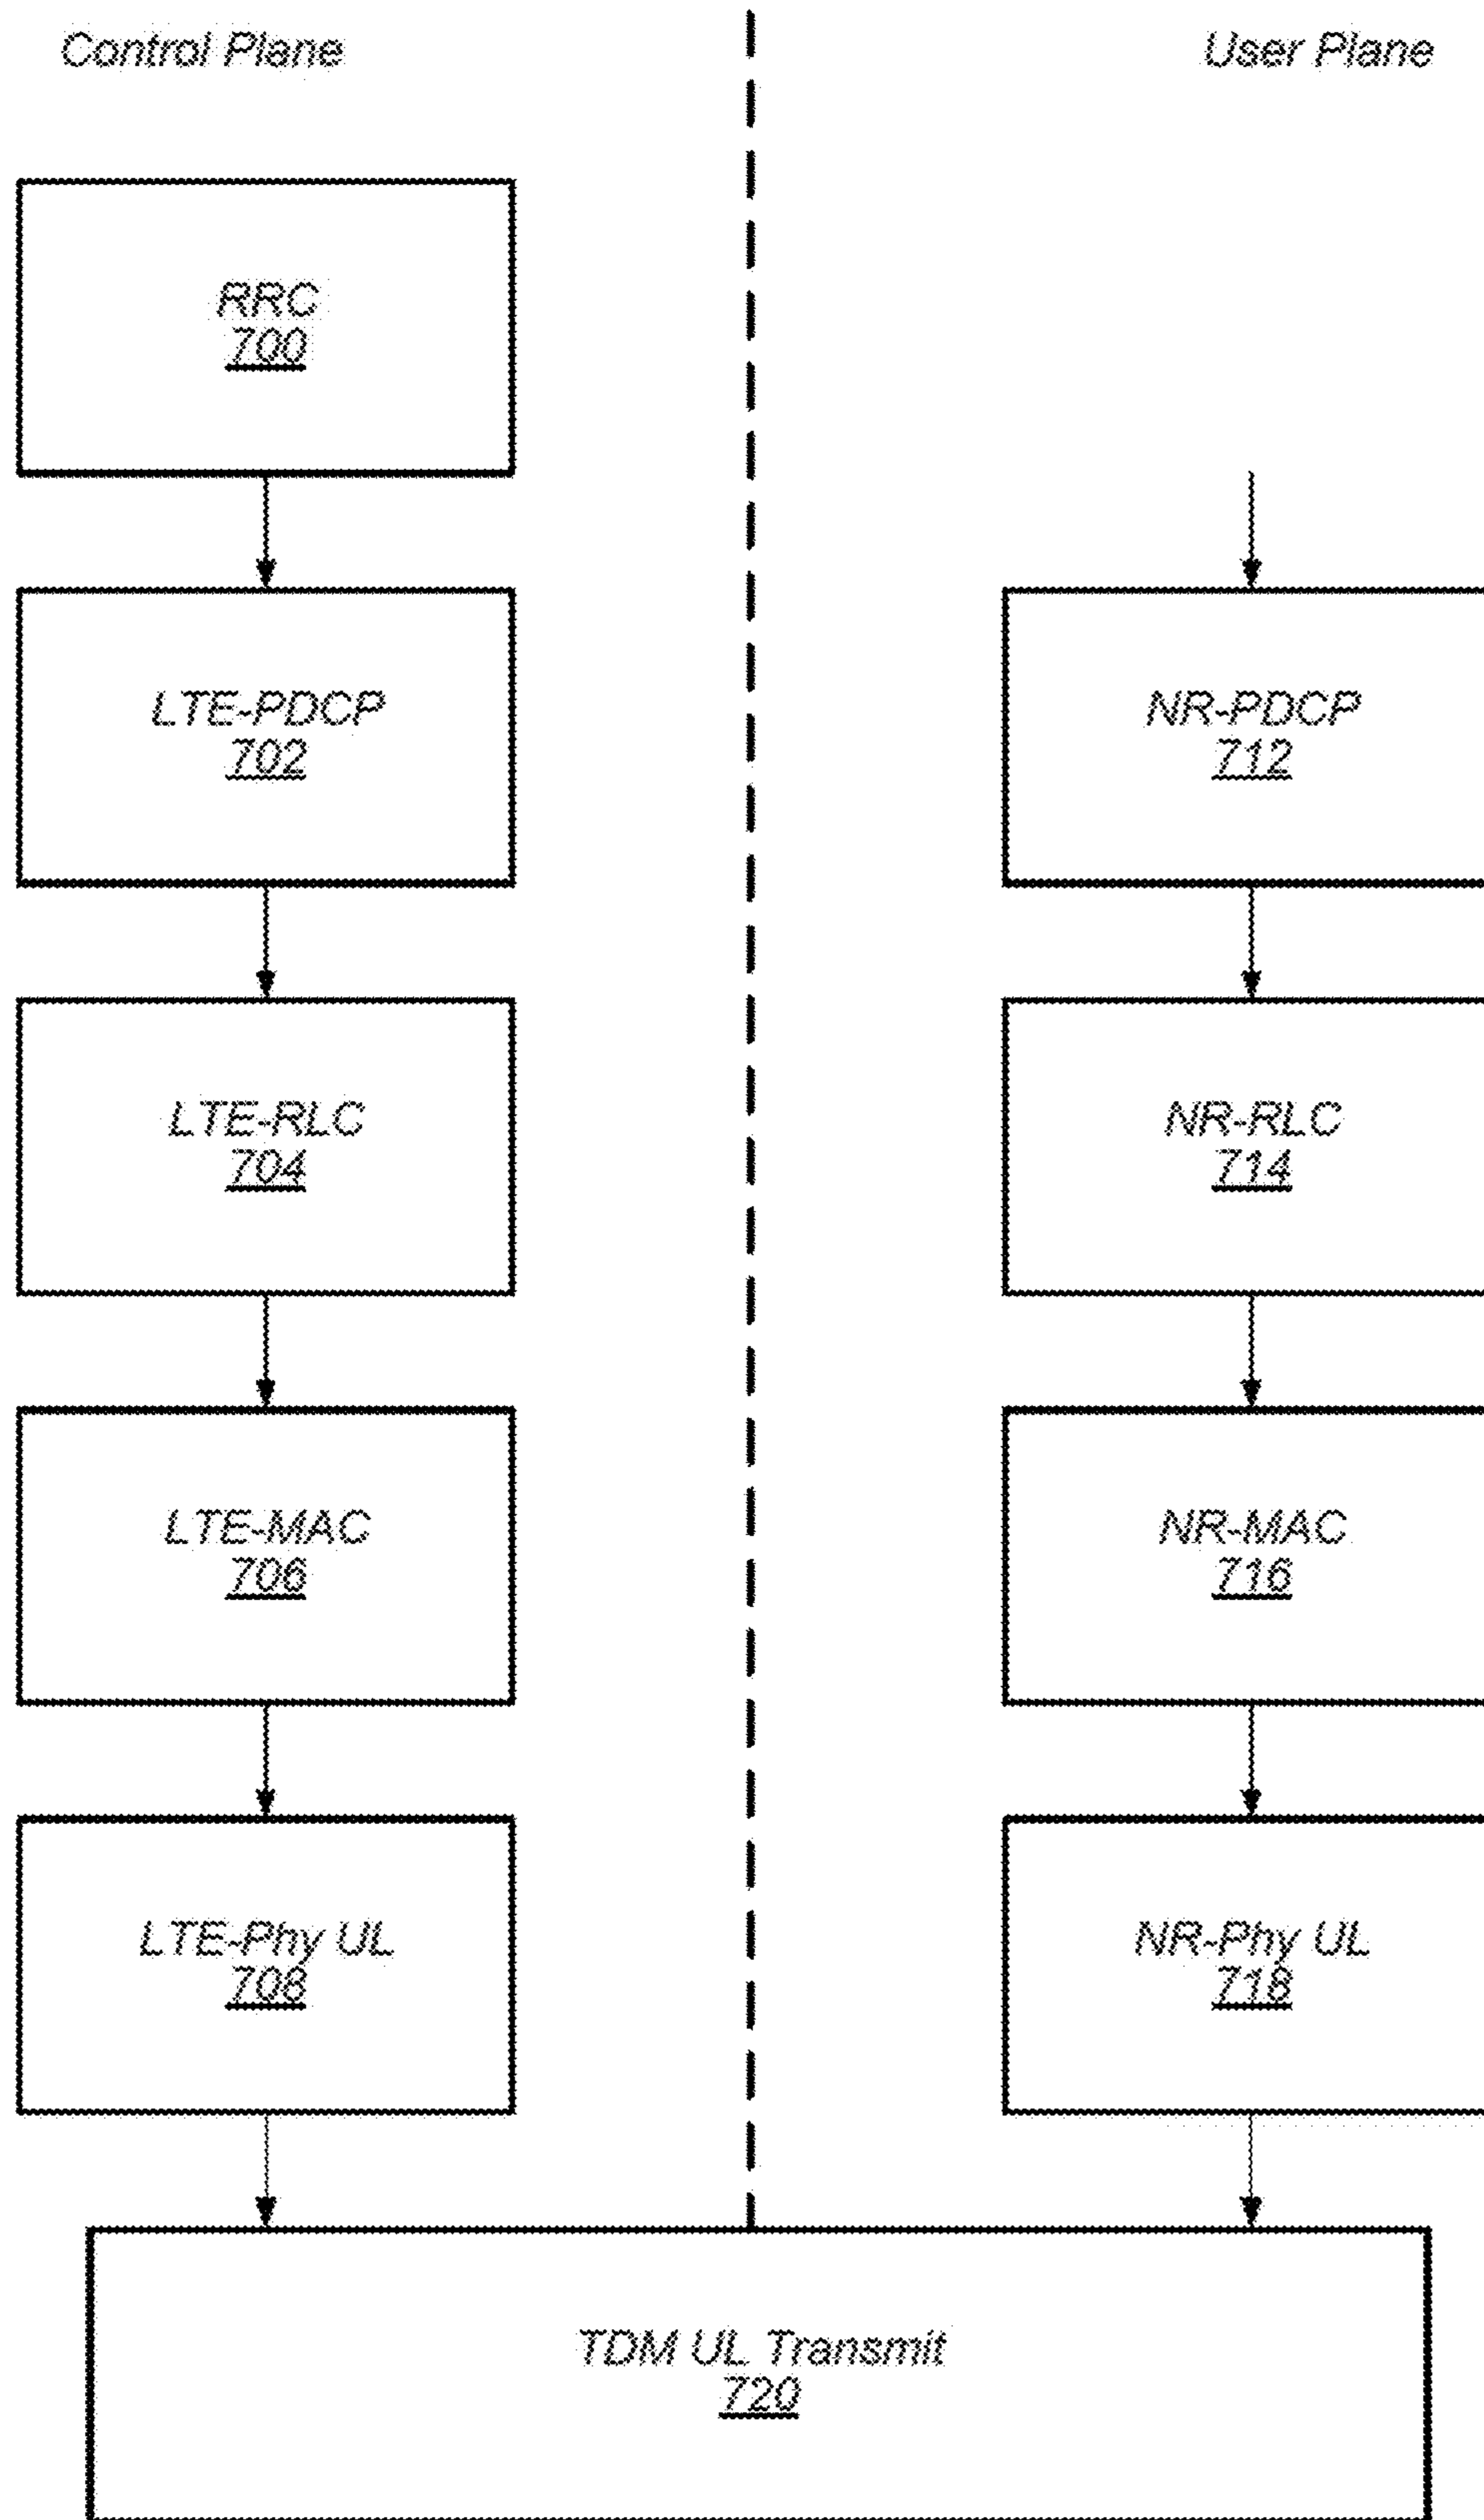 Control Plane
User Plane
RRC
700
LTE-PDCP
702
NR-PDCP
712
LTE-RLC
704
NR-RLC
714
LTE-MAC
706
NR-MAC
716
LTE-Phy UL
708
NR-Phy UL
718
TDM UL Transmit
720